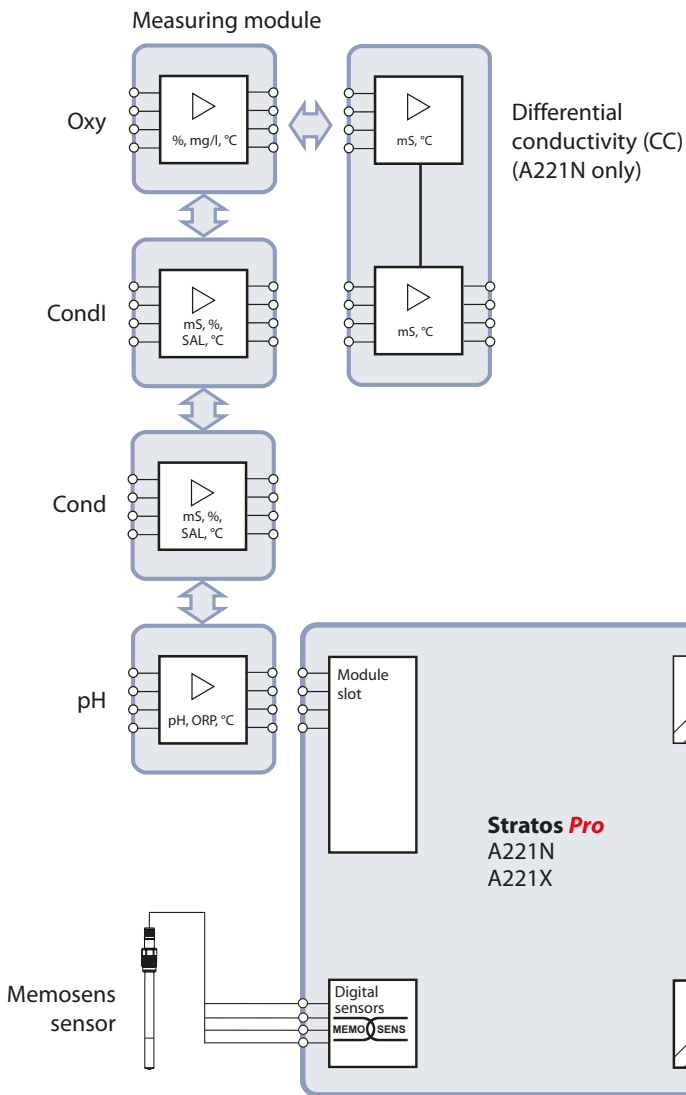 Measuring module
Oxy
%, mg/l, °C
mS, °C
Differential
conductivity (CC)
(A221N only)
CondI
mS, %,
SAL, °C
mS, °C
Cond
mS, %,
SAL, °C
pH
pH, ORP, °C
Module
slot
Stratos Pro
A221N
A221X
Memosens
sensor
Digital
sensors
MEMO SENS